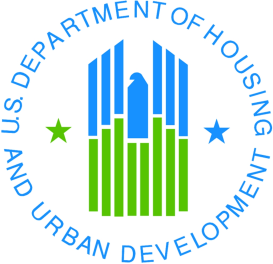 U.S. DEPARTMENT OF HOUSING
AND URBAN DEVELOPMENT